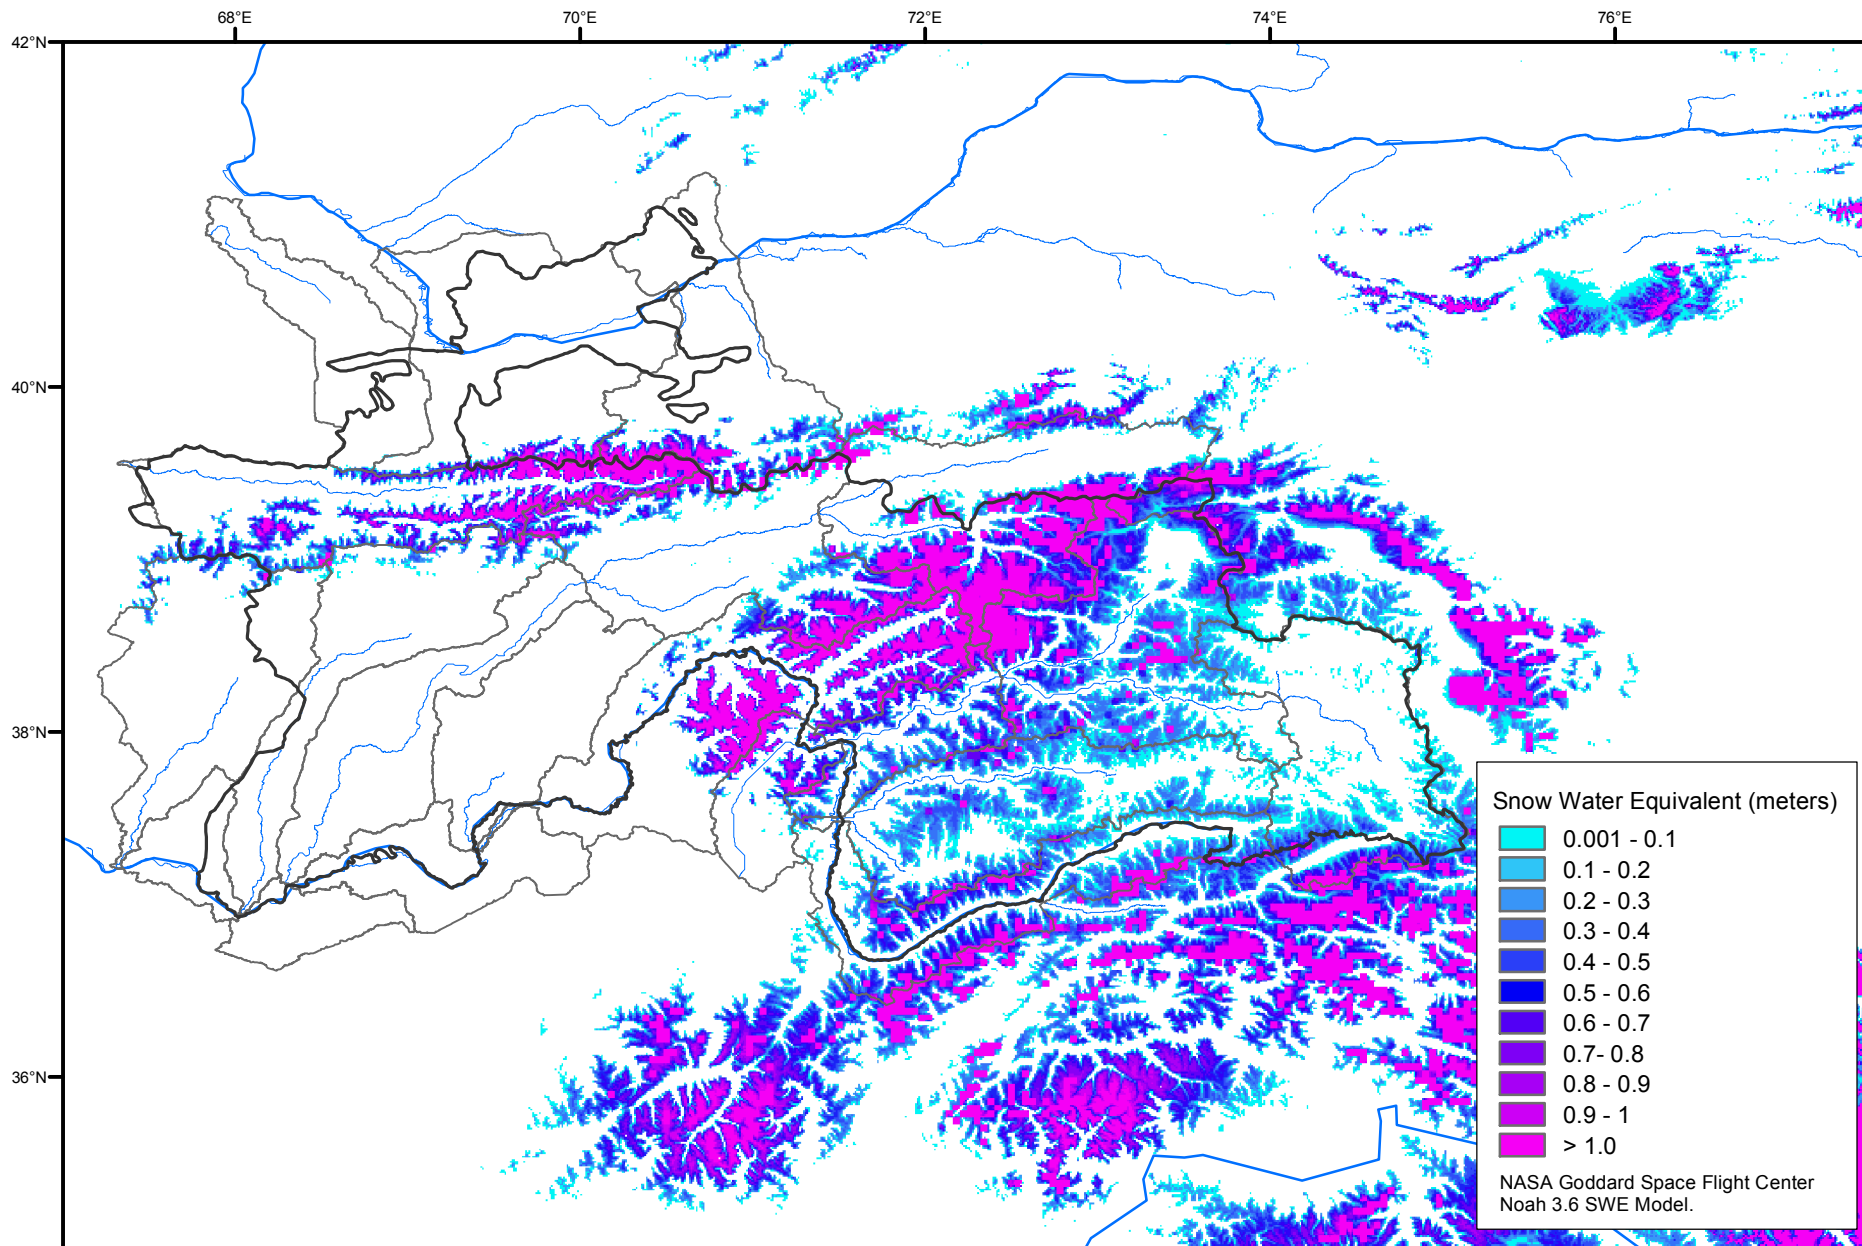 68°E
70°E
72°E
74°E
76°E
42°N
40°N
38°N
36°N
Snow Water Equivalent (meters)
0.001 - 0.1
0.1 - 0.2
0.2 - 0.3
0.3 - 0.4
0.4 - 0.5
0.5 - 0.6
0.6 - 0.7
0.7- 0.8
0.8 - 0.9
0.9 - 1
> 1.0
NASA Goddard Space Flight Center
Noah 3.6 SWE Model.